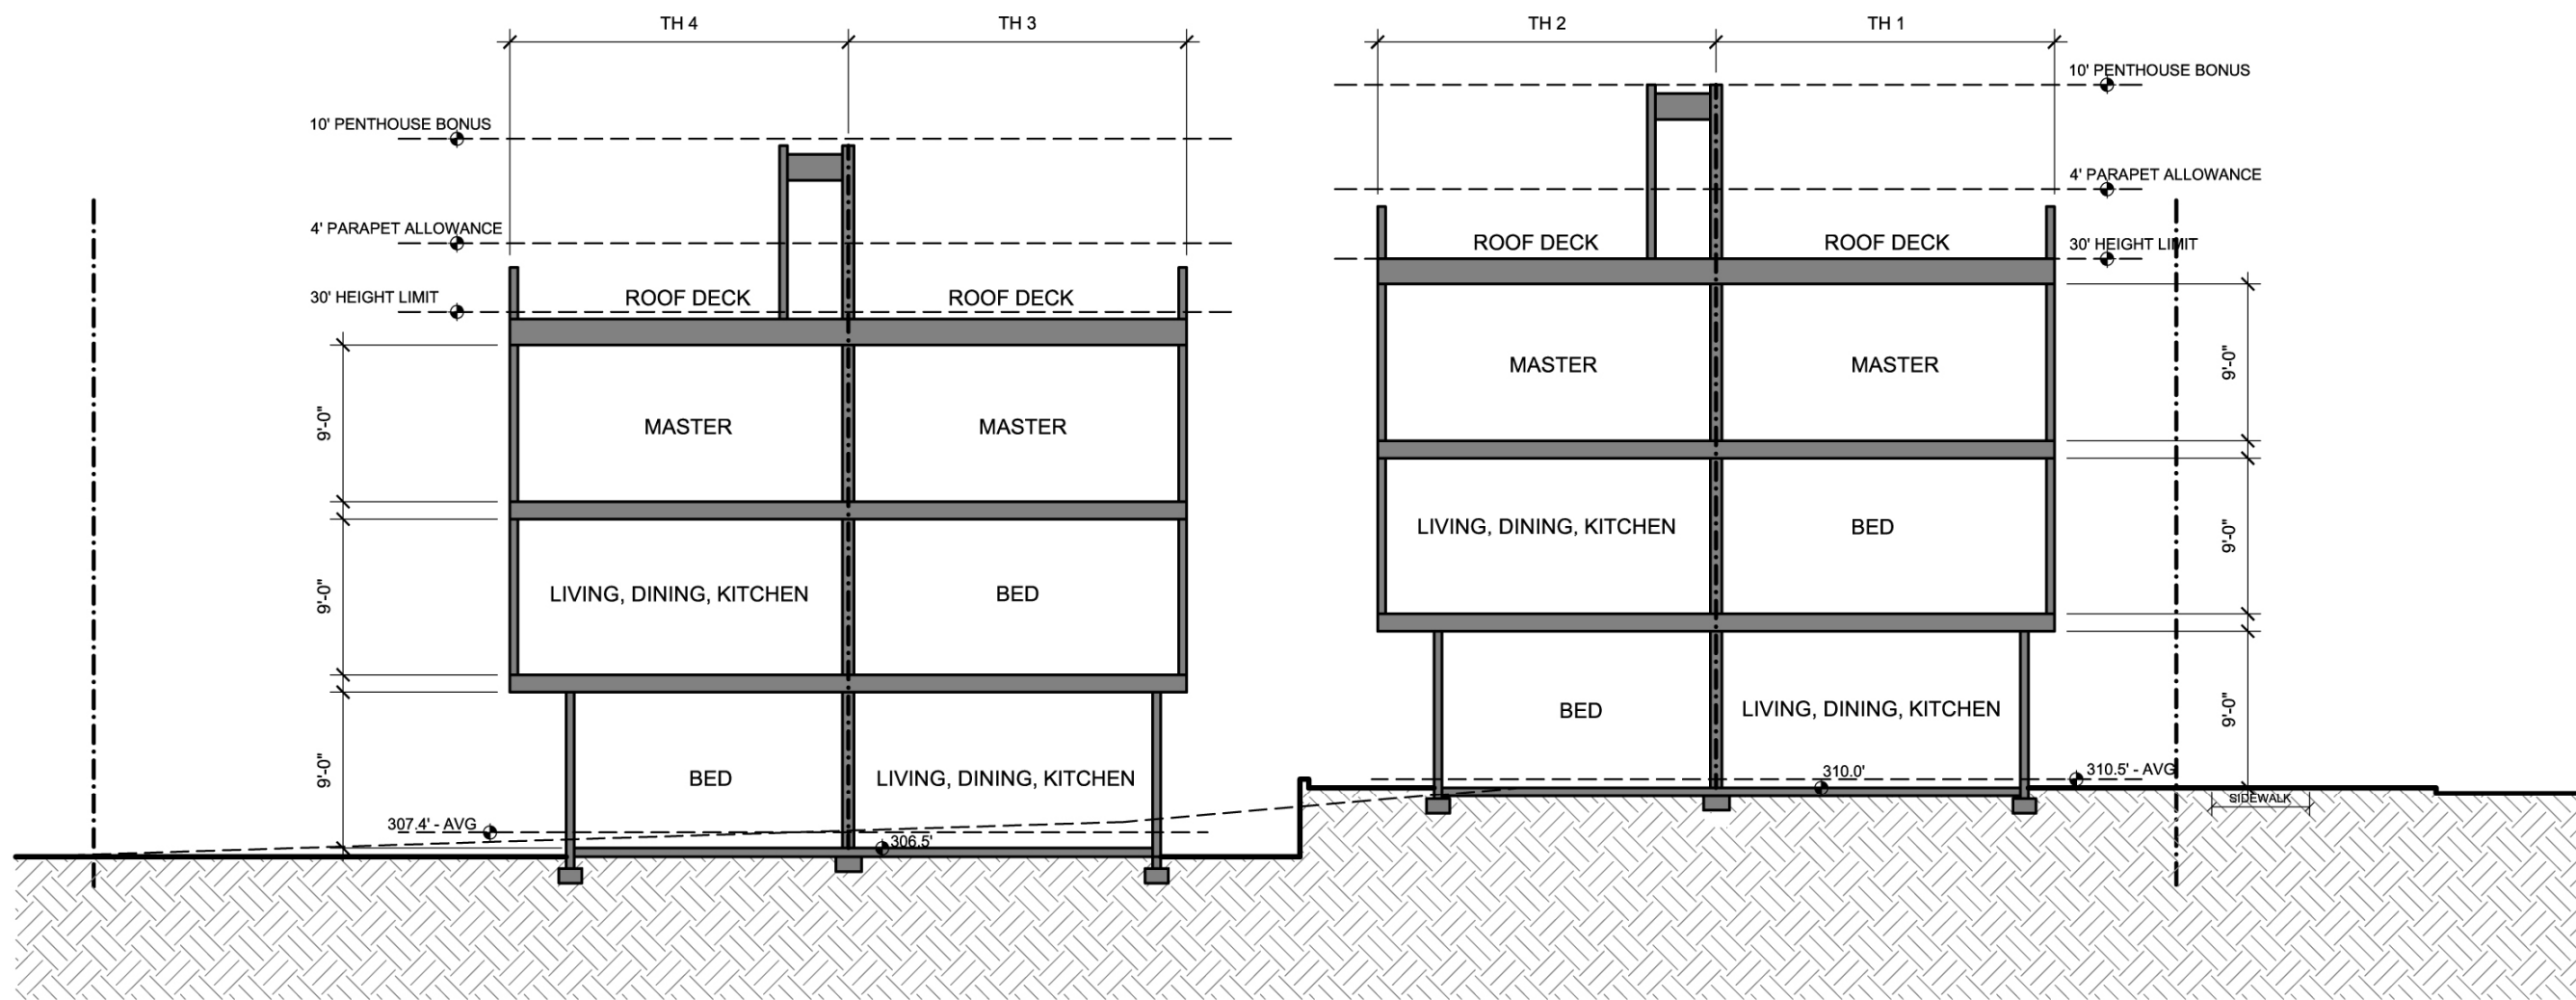 TH 4
TH 3
TH 2
TH 1
10' PENTHOUSE BONUS
10' PENTHOUSE BONUS
4' PARAPET ALLOWANCE
4' PARAPET ALLOWANCE
30' HEIGHT LIMIT
ROOF DECK
ROOF DECK
ROOF DECK
ROOF DECK
30' HEIGHT LIMIT
9'-0"
MASTER
MASTER
MASTER
MASTER
9'-0"
9'-0"
LIVING, DINING, KITCHEN
BED
LIVING, DINING, KITCHEN
BED
9'-0"
9'-0"
BED
LIVING, DINING, KITCHEN
BED
LIVING, DINING, KITCHEN
9'-0"
307.4' - AVG
306.5'
310.0'
310.5' - AVG
SIDEWALK